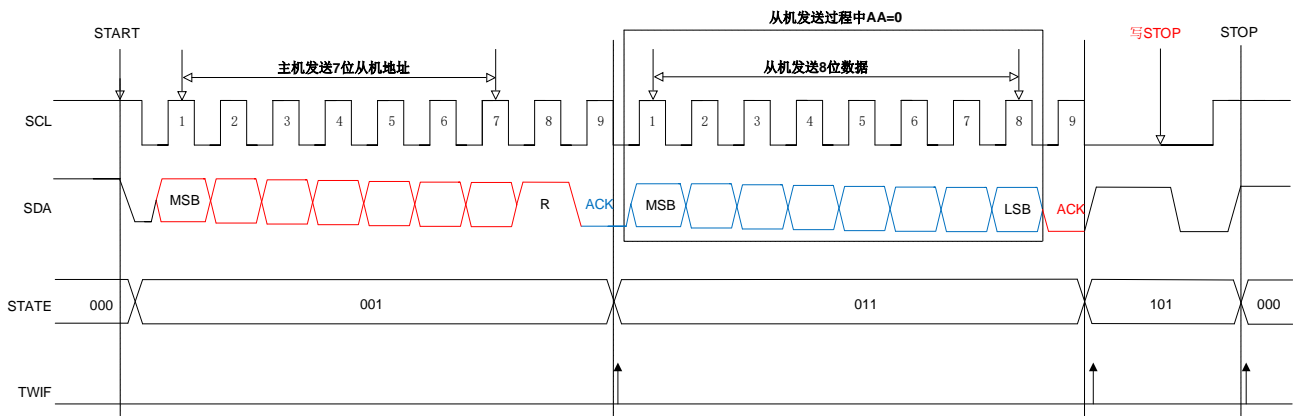 从机发送过程中AA=0
START
写STOP
STOP
主机发送7位从机地址
从机发送8位数据
SCL
1 2 3 4 5 6 7 8 9 1 2 3 4 5 6 7 8 9
SDA
MSB R ACK MSB LSB ACK
STATE
000 001 011 101 000
TWIF